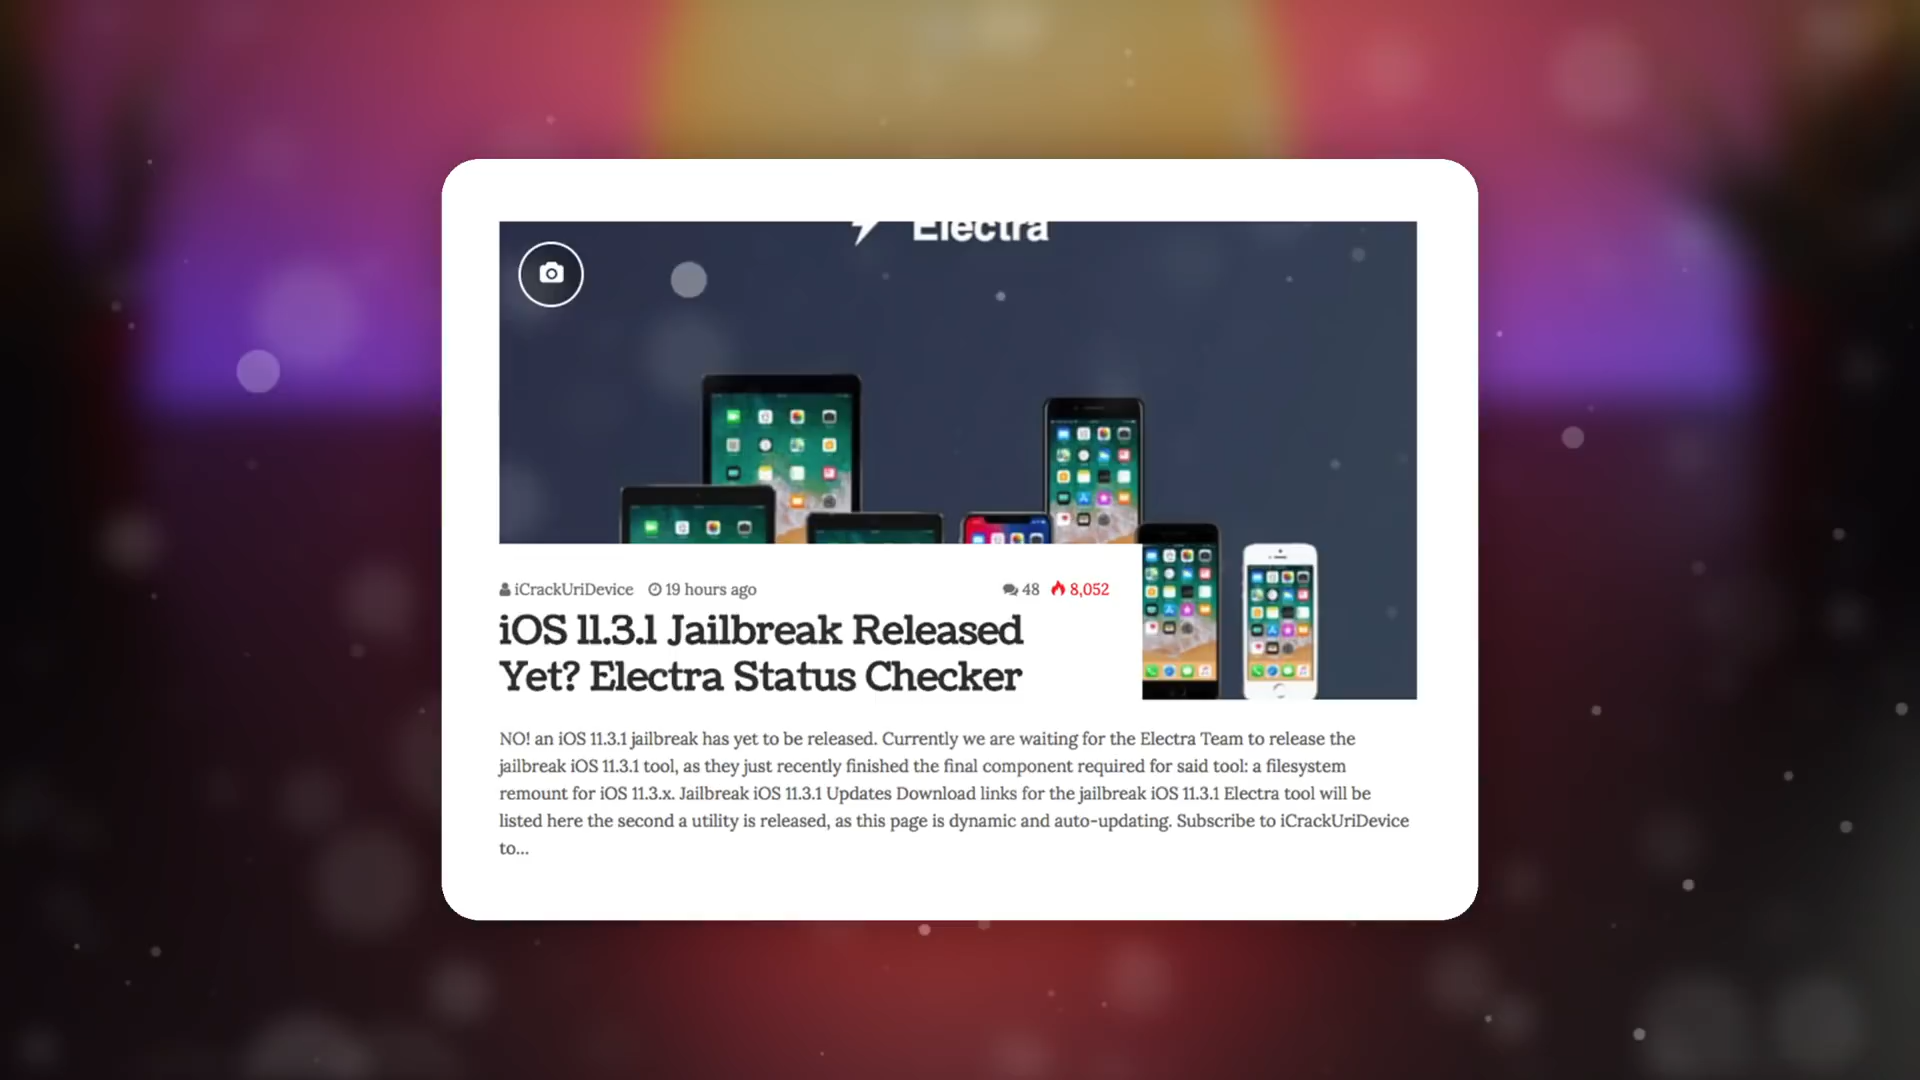 Electra
iCrackUriDevice 19 hours ago 48 8,052
iOS 11.3.1 Jailbreak Released
Yet? Electra Status Checker
NO! an iOS 11.3.1 jailbreak has yet to be released. Currently we are waiting for the Electra Team to release the
jailbreak iOS 11.3.1 tool, as they just recently finished the final component required for said tool: a filesystem
remount for iOS 11.3.x. Jailbreak iOS 11.3.1 Updates Download links for the jailbreak iOS 11.3.1 Electra tool will be
listed here the second a utility is released, as this page is dynamic and auto-updating. Subscribe to iCrackUriDevice
to...